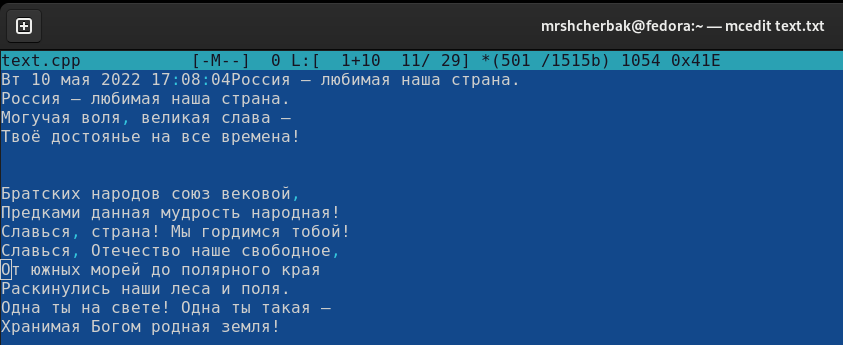 mrshcherbak@fedora:~ — mcedit text.txt
text.cpp [-M--] 0 L:[ 1+10 11/ 29] *(501 /1515b) 1054 0x41E
Вт 10 мая 2022 17:08:04Россия — любимая наша страна.
Россия — любимая наша страна.
Могучая воля, великая слава —
Твоё достоянье на все времена!
Братских народов союз вековой,
Предками данная мудрость народная!
Славься, страна! Мы гордимся тобой!
Славься, Отечество наше свободное,
От южных морей до полярного края
Раскинулись наши леса и поля.
Одна ты на свете! Одна ты такая —
Хранимая Богом родная земля!